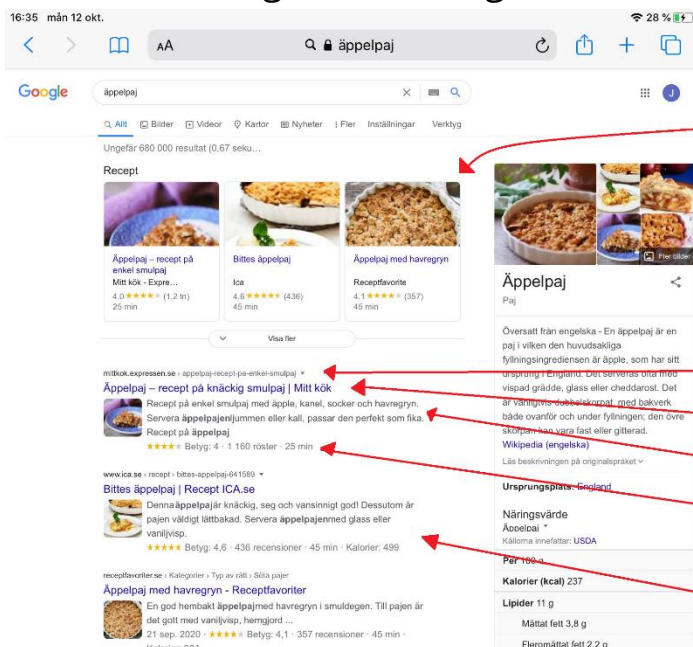 16:35 mån 12 okt.
28 %
AA
äppelpaj
Google
äppelpaj
J
Allt Bilder Videor Kartor Nyheter Fler Inställningar Verktyg
Ungefär 680 000 resultat (0,67 seku…
Recept
Äppelpaj – recept på enkel smulpaj
Mitt kök - Expre…
4,0 ★★★★★ (1,2 tn)
25 min
Bittes äppelpaj
Ica
4,6 ★★★★★ (436)
45 min
Äppelpaj med havregryn
Receptfavorite
4,1 ★★★★★ (357)
45 min
Visa fler
mittkok.expressen.se › appelpaj-recept-pa-enkel-smulpaj
Äppelpaj – recept på knäckig smulpaj | Mitt kök
Recept på enkel smulpaj med äpple, kanel, socker och havregryn.
Servera äppelpajenljummen eller kall, passar den perfekt som fika.
Recept på äppelpaj
★★★★★ Betyg: 4 · 1 160 röster · 25 min
www.ica.se › recept › bittes-appelpaj-641589
Bittes äppelpaj | Recept ICA.se
Dennaäppelpajär knäckig, seg och vansinnigt god! Dessutom är
pajen väldigt lättbakad. Servera äppelpajenmed glass eller
vaniljvisp.
★★★★★ Betyg: 4,6 · 436 recensioner · 45 min · Kalorier: 499
receptfavoriter.se › Kategorier › Typ av rätt › Söta pajer
Äppelpaj med havregryn - Receptfavoriter
En god hembakt äppelpajmed havregryn i smuldegen. Till pajen är
det gott med vaniljvisp, hemgjord ...
21 sep. 2020 · ★★★★★ Betyg: 4,1 · 357 recensioner · 45 min ·
Fler bilder
Äppelpaj
Paj
Översatt från engelska - En äppelpaj är en
paj i vilken den huvudsakliga
fyllningsingrediensen är äpple, som har sitt
ursprung i England. Det serveras ofta med
vispad grädde, glass eller cheddarost. Det
är vanligtvis dubbelskorpat, med bakverk
både ovanför och under fyllningen; den övre
skorpan kan vara fast eller gitterad.
Wikipedia (engelska)
Läs beskrivningen på originalspråket
Ursprungsplats: England
Näringsvärde
Äppelpaj
Källorna innefattar: USDA
Per 100 g
Kalorier (kcal) 237
Lipider 11 g
Mättat fett 3,8 g
Fleromättat fett 2,2 g